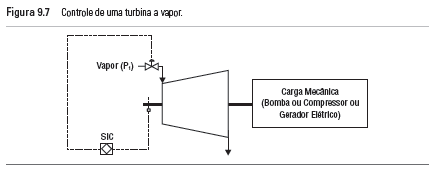 Figura 9.7 Controle de uma turbina a vapor.
Vapor (P₁)
Carga Mecânica
(Bomba ou Compressor ou
Gerador Elétrico)
SIC